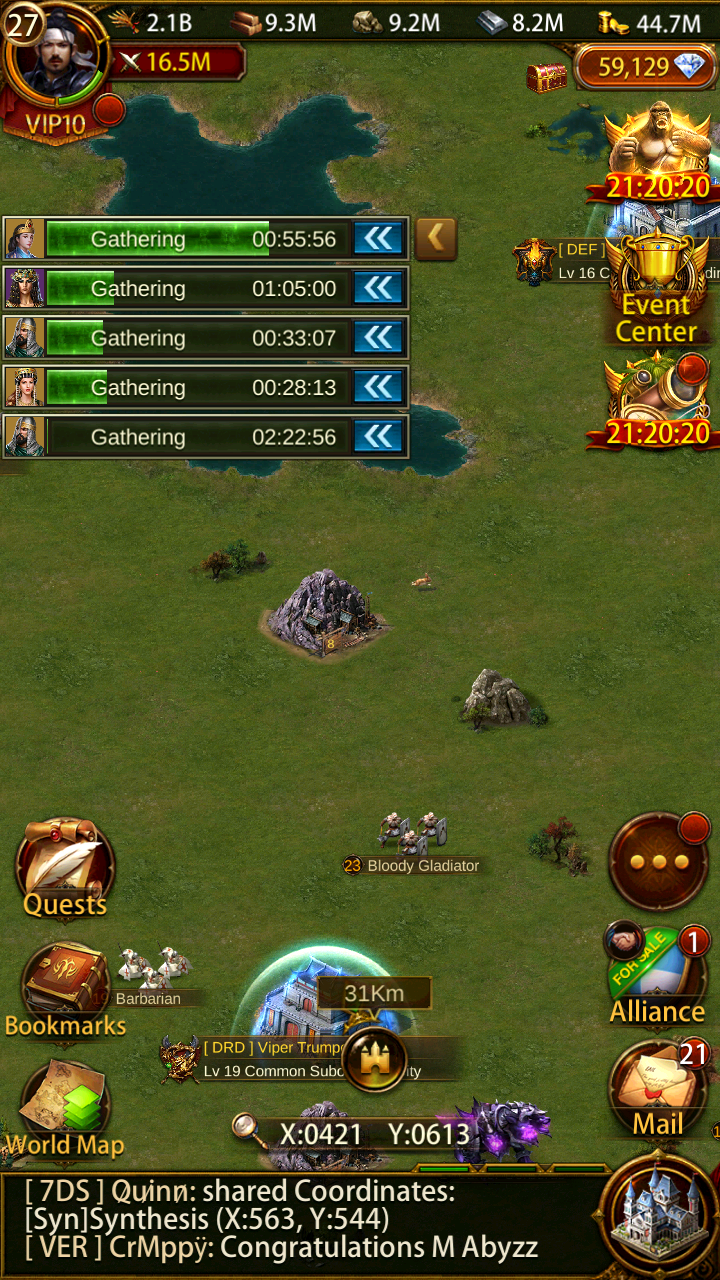 27 2.1B 9.3M 9.2M 8.2M 44.7M
16.5M 59,129
VIP10
21:20:20
Gathering 00:55:56
[ DEF ]
Lv 16 C
Gathering 01:05:00
Event
Center
Gathering 00:33:07
Gathering 00:28:13
Gathering 02:22:56
21:20:20
8
23 Bloody Gladiator
Quests
19 Barbarian
FOR SALE 1
31Km
Alliance
Bookmarks
[ DRD ] Viper Trump
Lv 19 Common Subo ity
21
X:0421 Y:0613
Mail
World Map
[ 7DS ] Quinn: shared Coordinates:
[Syn]Synthesis (X:563, Y:544)
[ VER ] CrMppÿ: Congratulations M Abyzz